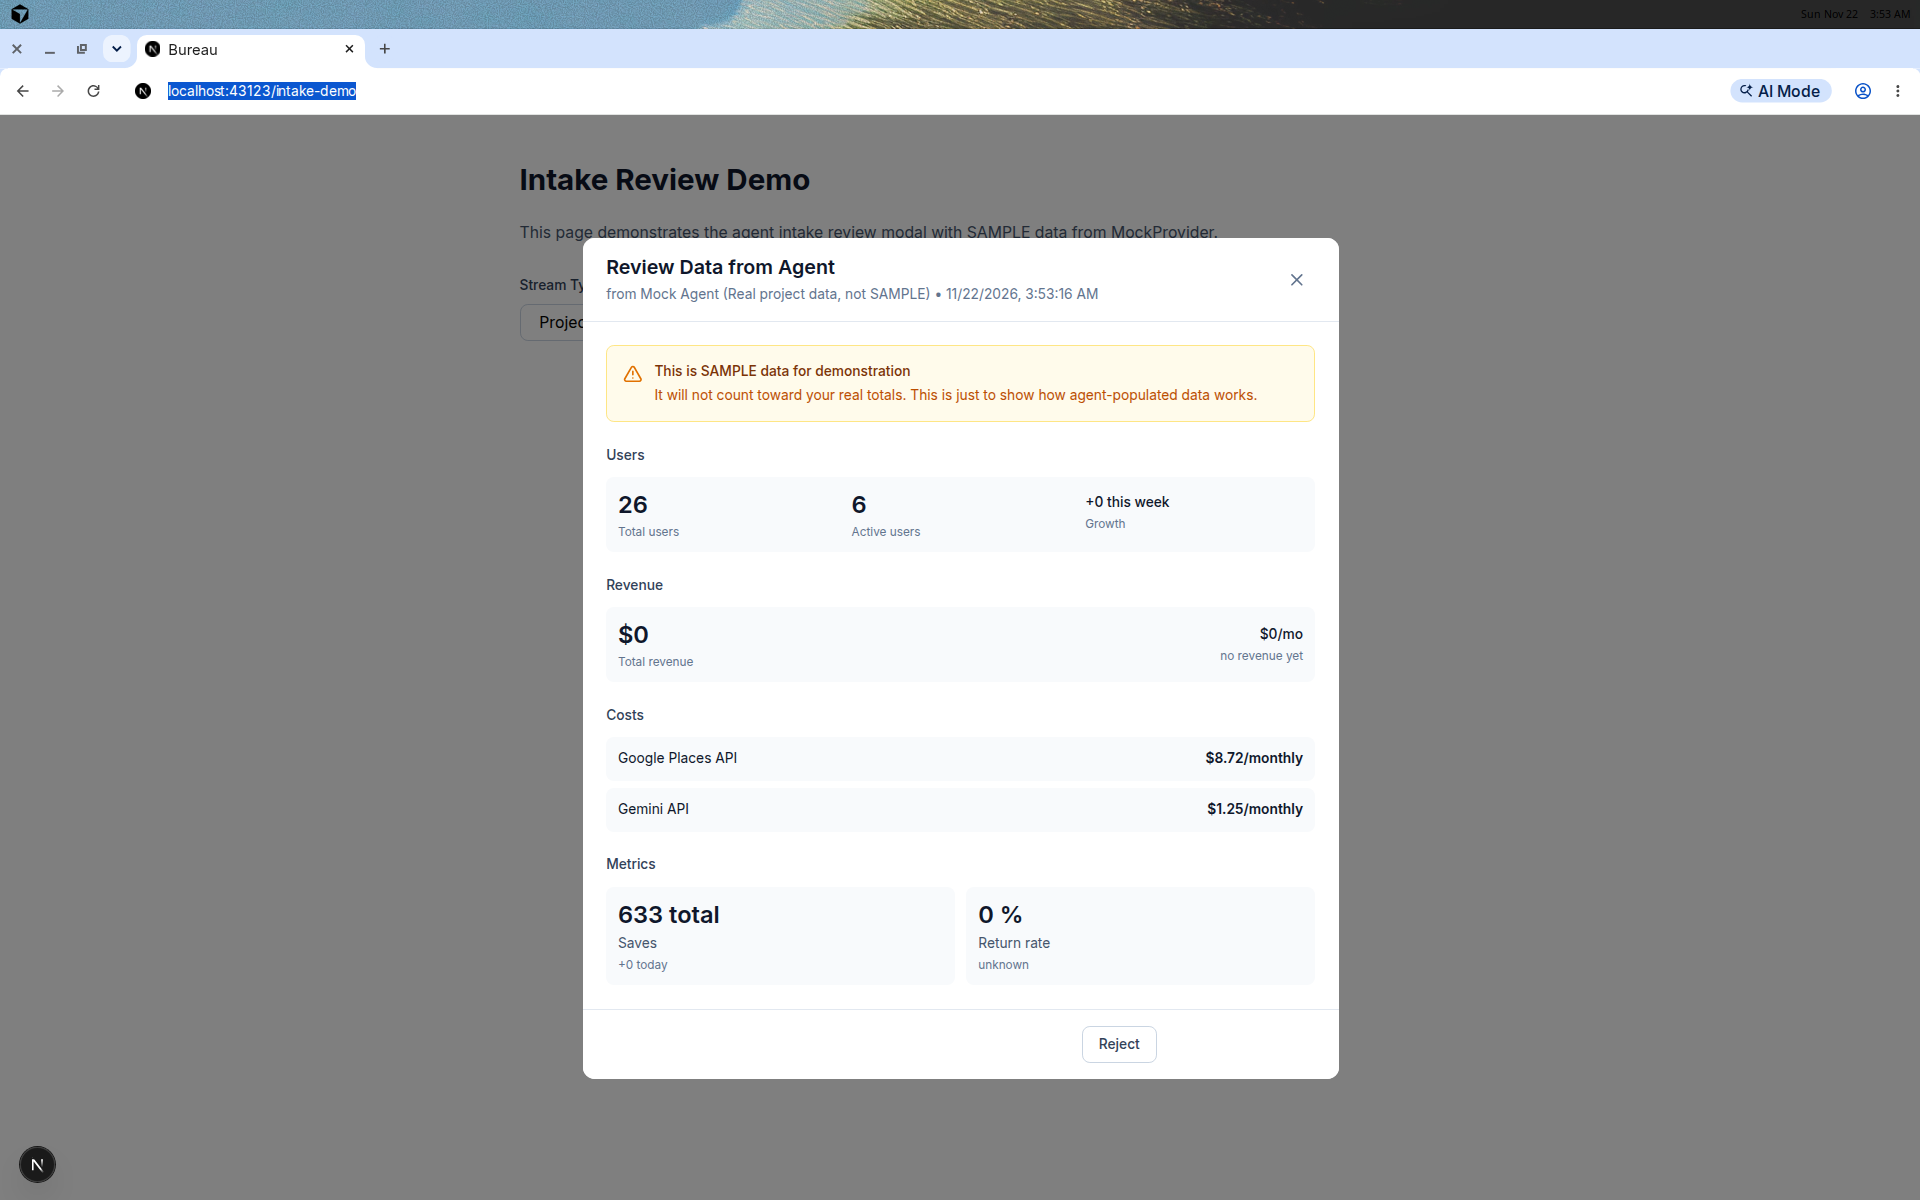 Sun Nov 22 3:53 AM
Bureau
localhost:43123/intake-demo
AI Mode
Intake Review Demo
This page demonstrates the agent intake review modal with SAMPLE data from MockProvider.
Stream Ty
Projec
Review Data from Agent
from Mock Agent (Real project data, not SAMPLE) • 11/22/2026, 3:53:16 AM
This is SAMPLE data for demonstration
It will not count toward your real totals. This is just to show how agent-populated data works.
Users
26
Total users
6
Active users
+0 this week
Growth
Revenue
$0
Total revenue
$0/mo
no revenue yet
Costs
Google Places API $8.72/monthly
Gemini API $1.25/monthly
Metrics
633 total
Saves
+0 today
0 %
Return rate
unknown
Reject